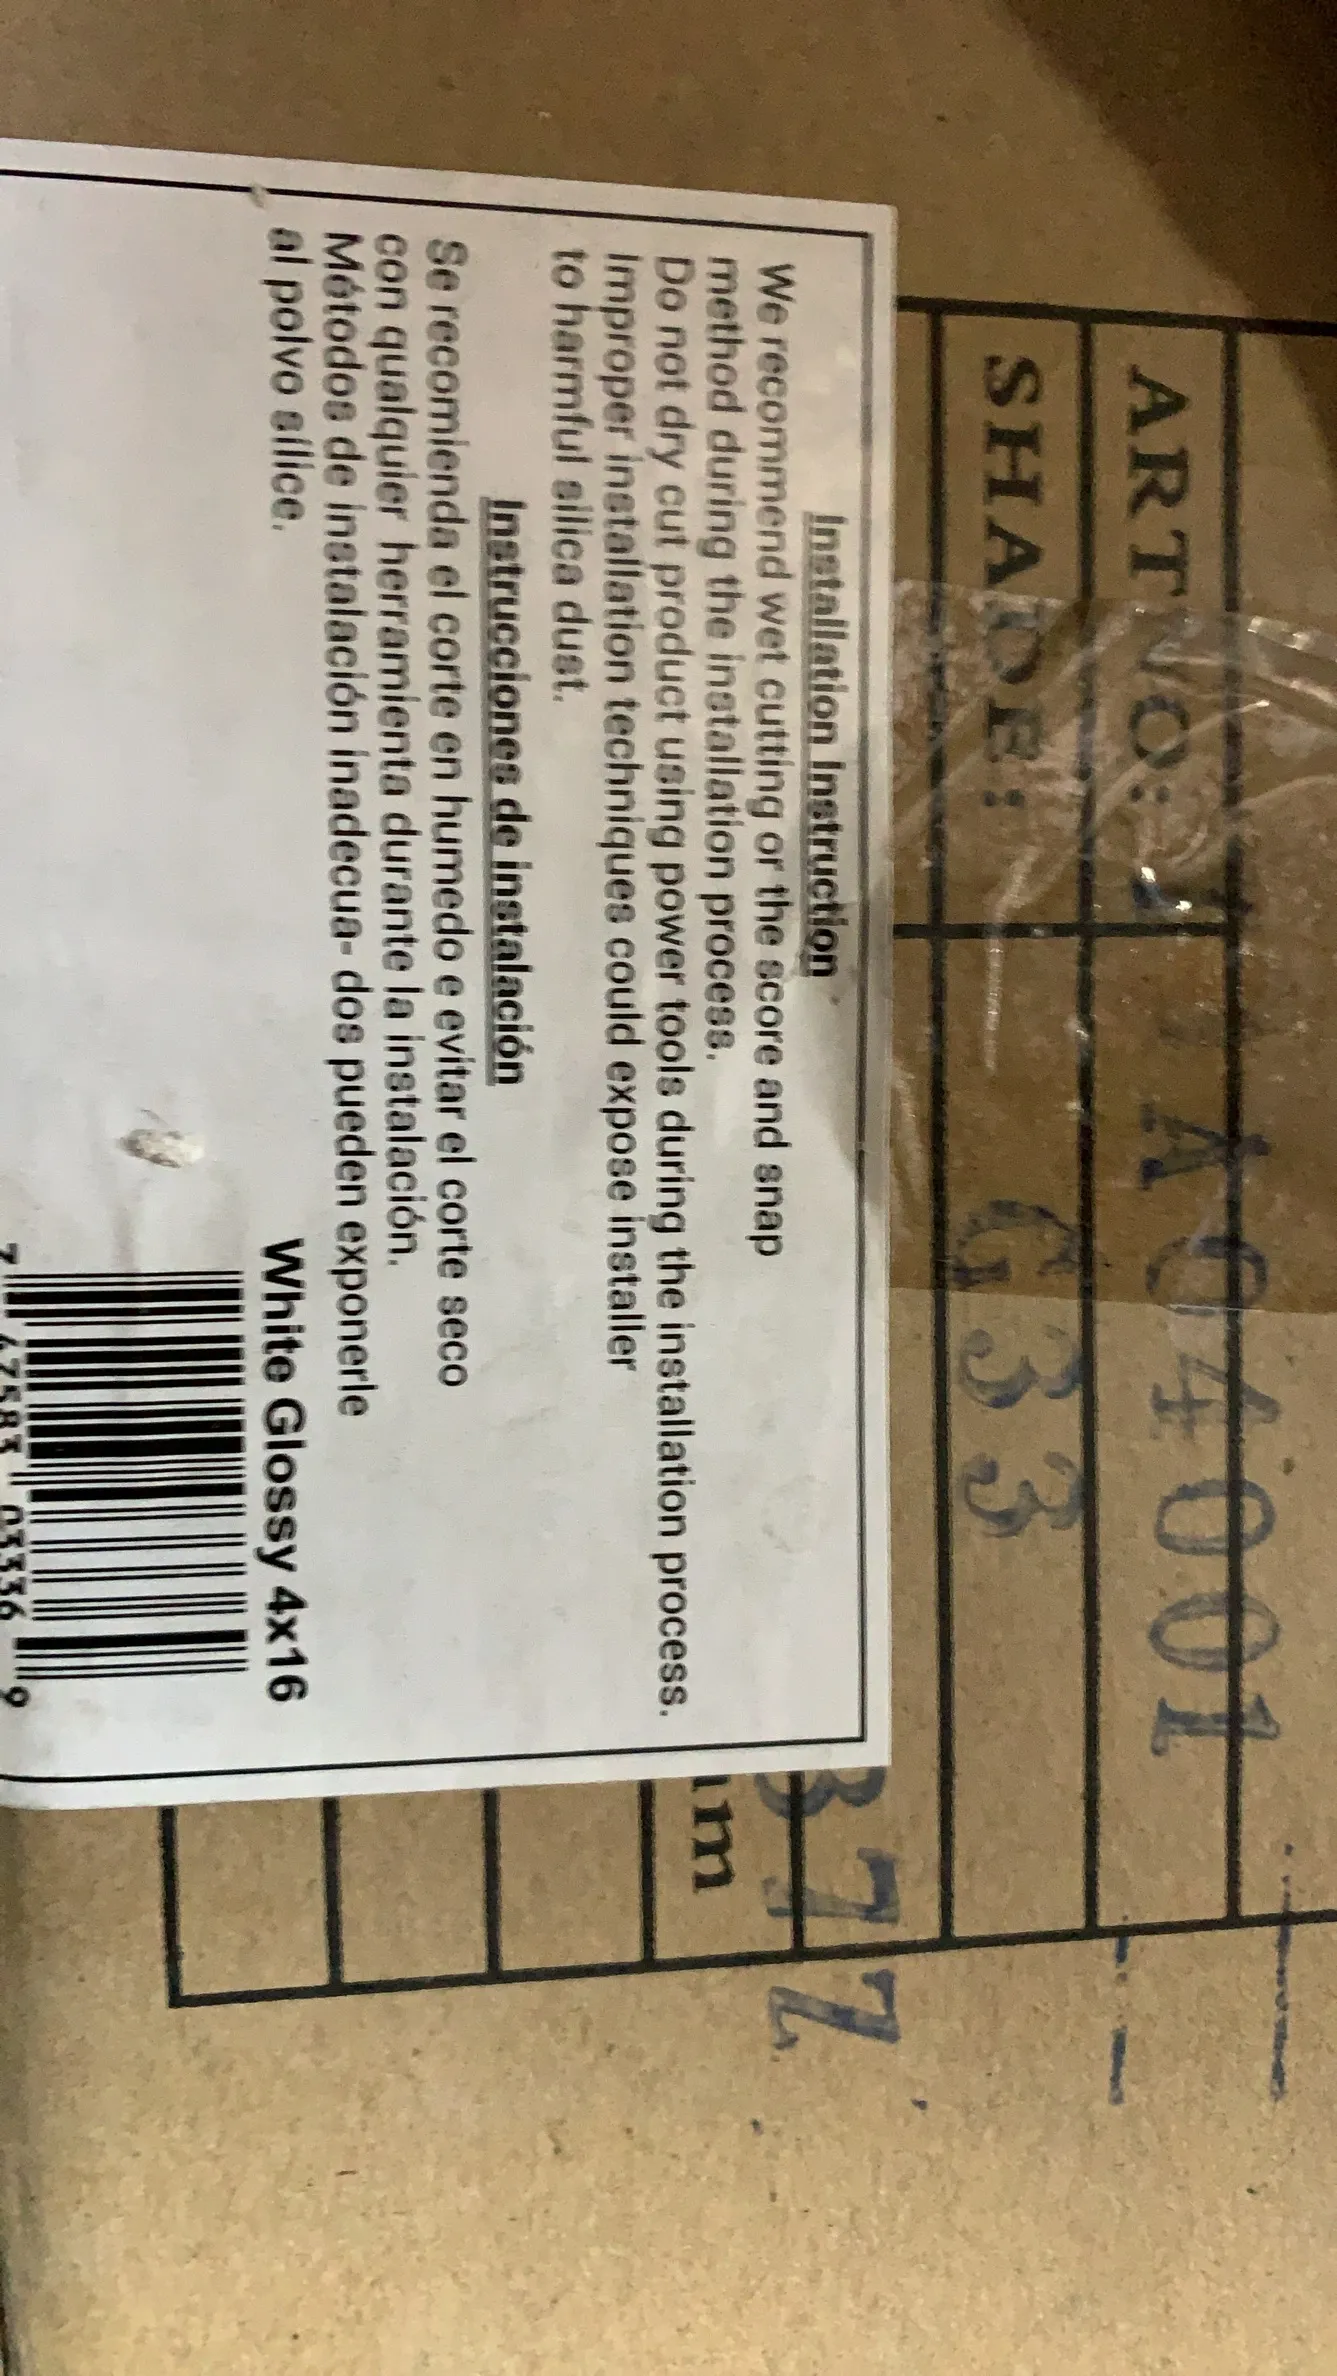 ART NO:
A04001
SHADE:
G33
377
Installation Instruction
We recommend wet cutting or the score and snap
method during the installation process.
Do not dry cut product using power tools during the installation process.
Improper installation techniques could expose installer
to harmful silica dust.
Instrucciones de instalación
Se recomienda el corte en humedo e evitar el corte seco
con qualquier herramienta durante la instalación.
Métodos de instalación inadecua- dos pueden exponerle
al polvo silice.
White Glossy 4x16